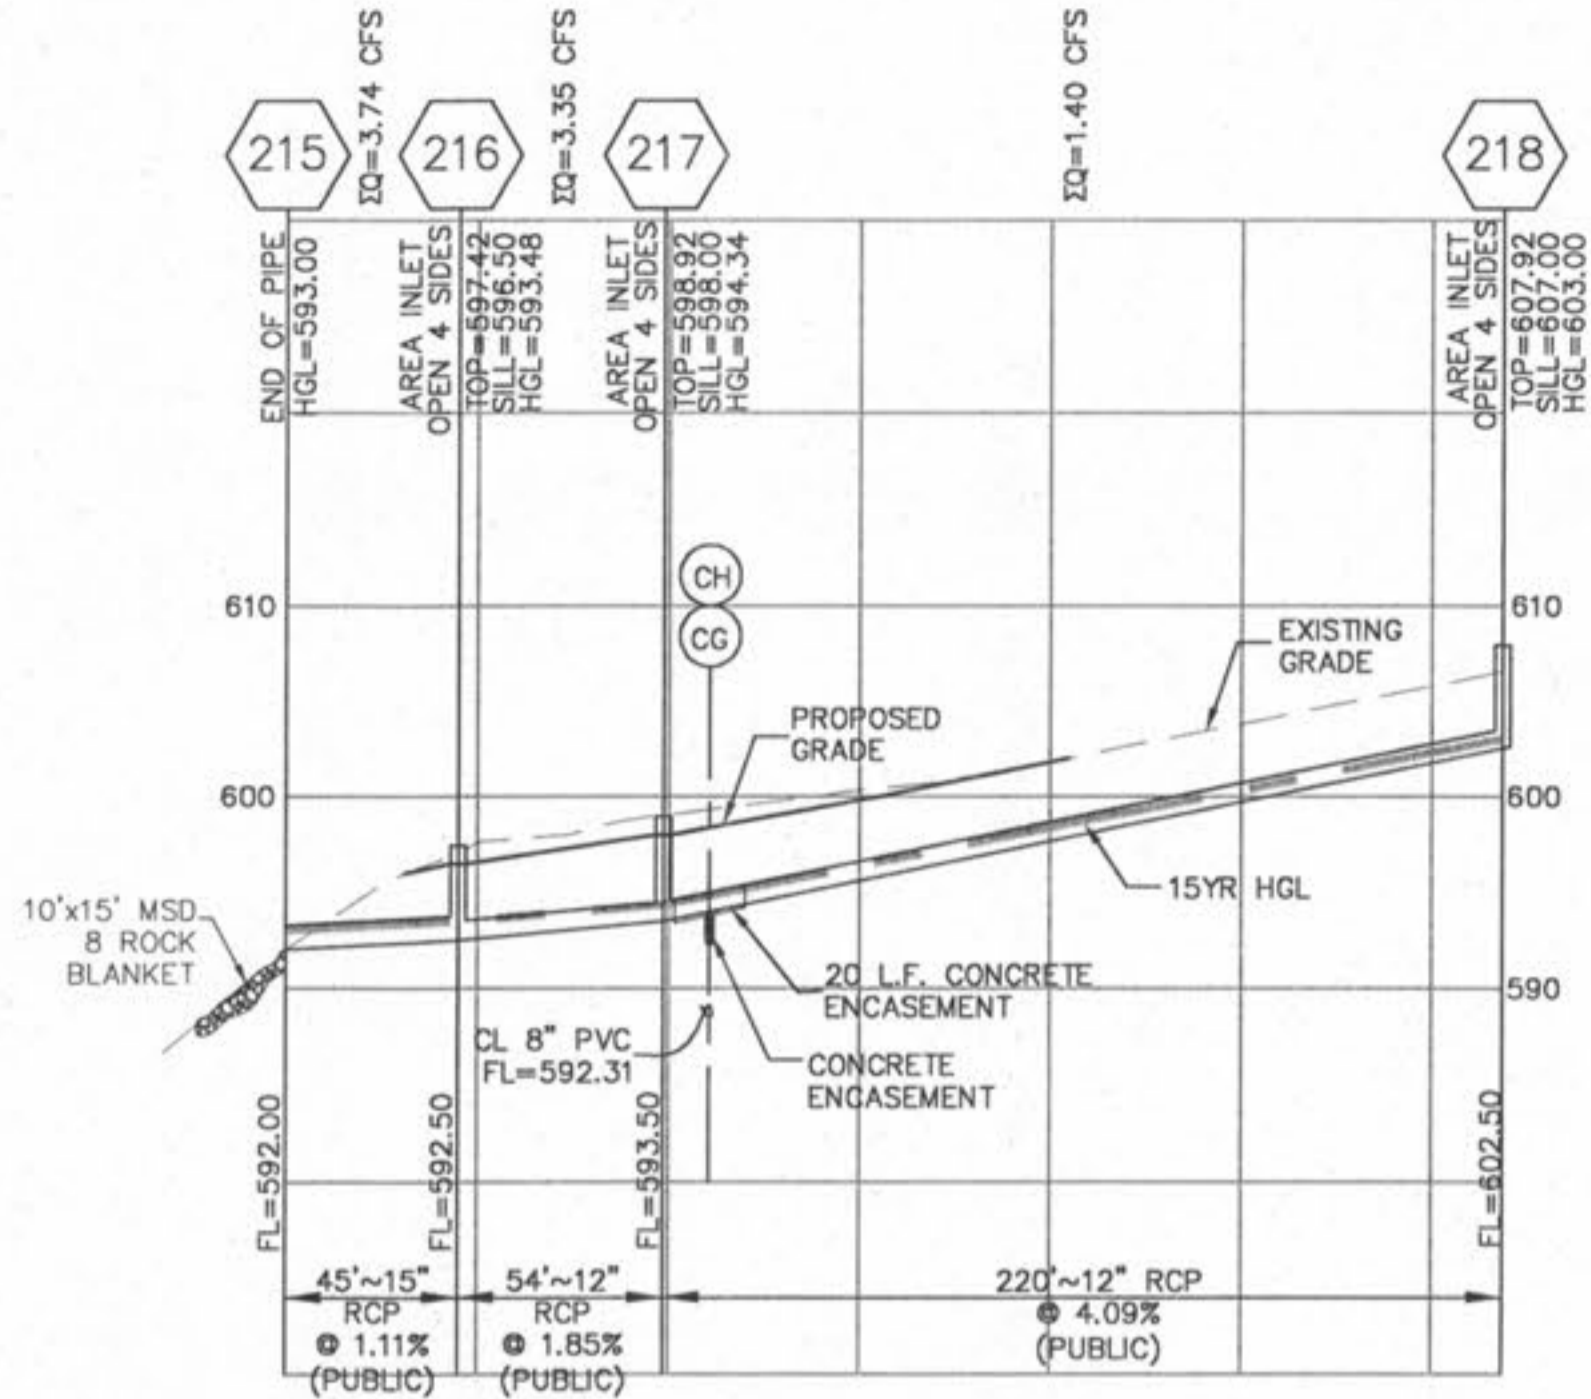 ΣQ=3.74 CFS
ΣQ=3.35 CFS
ΣQ=1.40 CFS
215
216
217
218
END OF PIPE
HGL=593.00
AREA INLET
OPEN 4 SIDES
TOP=597.42
SILL=596.50
HGL=593.48
AREA INLET
OPEN 4 SIDES
TOP=598.92
SILL=598.00
HGL=594.34
AREA INLET
OPEN 4 SIDES
TOP=607.92
SILL=607.00
HGL=603.00
CH
CG
610
610
EXISTING
GRADE
PROPOSED
GRADE
600
600
15YR HGL
10'x15' MSD
8 ROCK
BLANKET
20 L.F. CONCRETE
ENCASEMENT
590
CL 8" PVC
FL=592.31
CONCRETE
ENCASEMENT
FL=592.00
FL=592.50
FL=593.50
FL=602.50
45'~15"
RCP
@ 1.11%
(PUBLIC)
54'~12"
RCP
@ 1.85%
(PUBLIC)
220'~12" RCP
@ 4.09%
(PUBLIC)